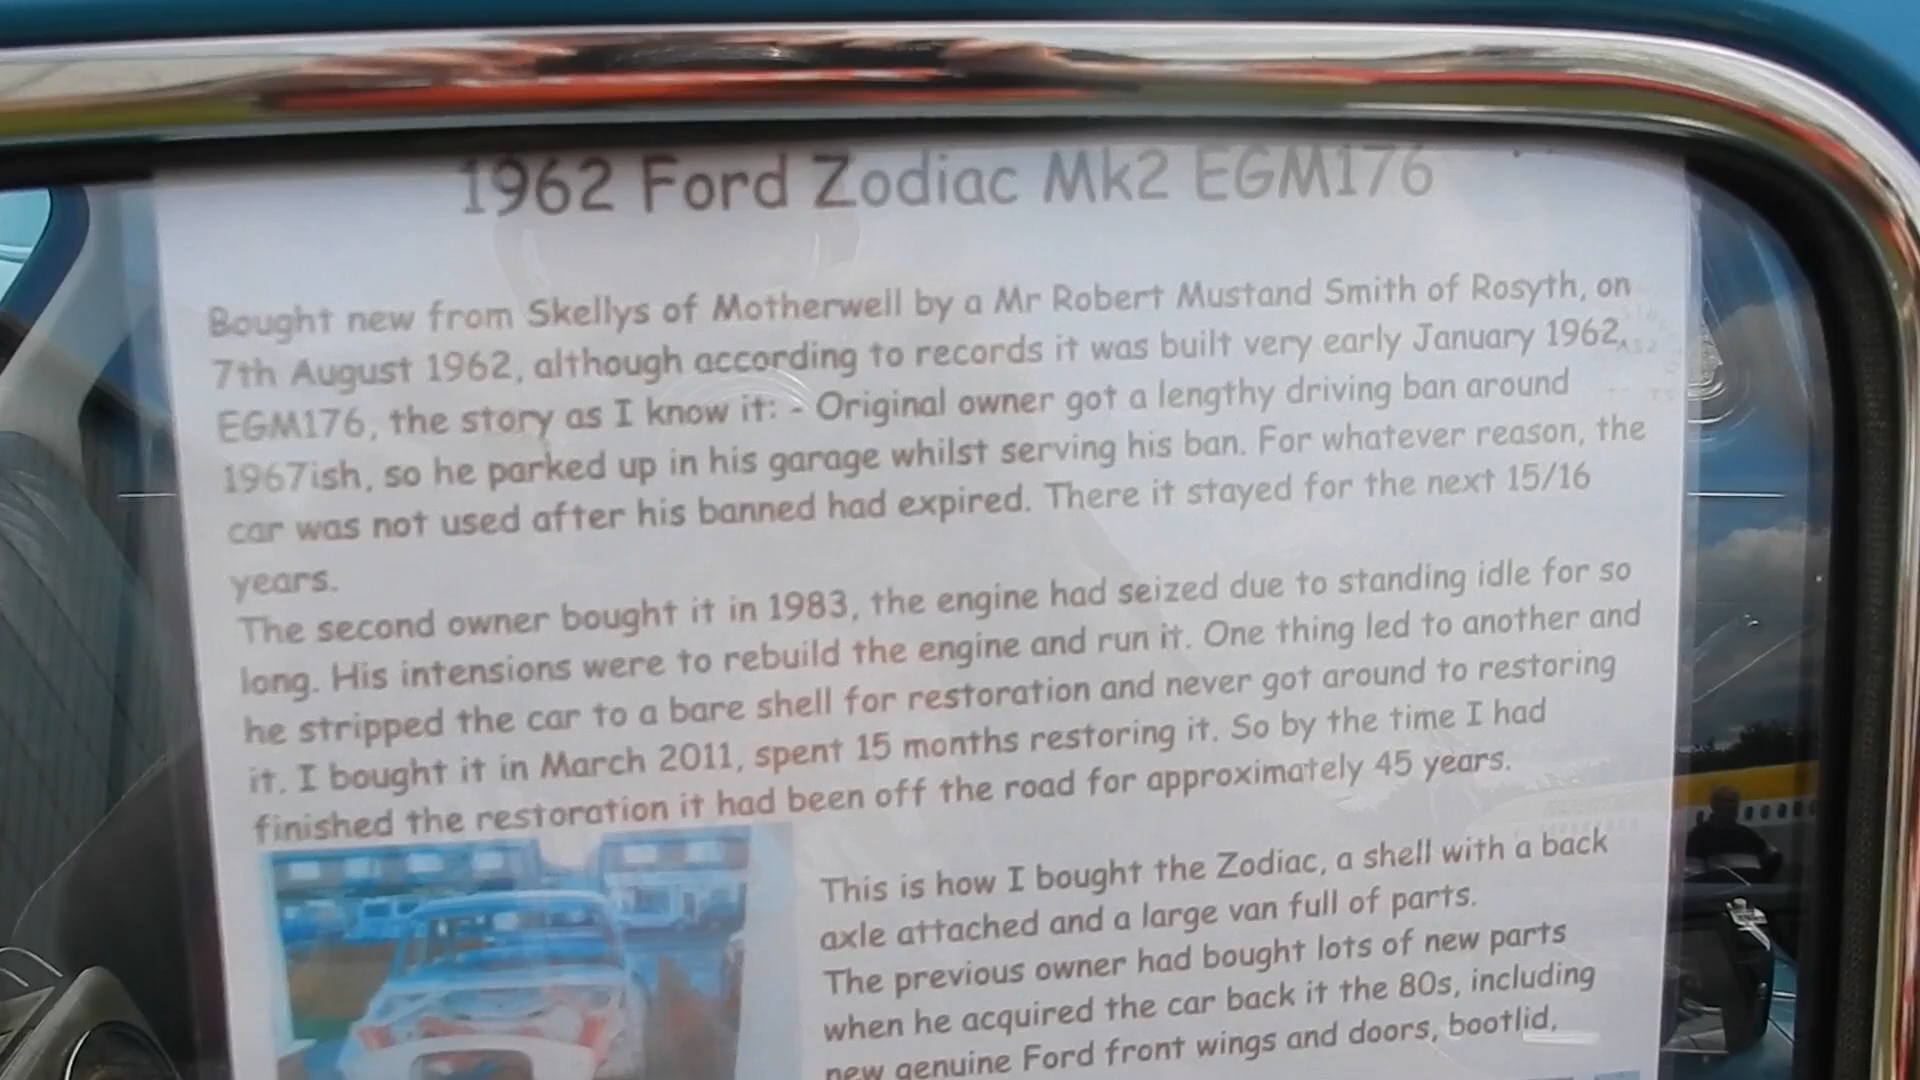 1962 Ford Zodiac Mk2 EGM176
Bought new from Skellys of Motherwell by a Mr Robert Mustand Smith of Rosyth, on
7th August 1962, although according to records it was built very early January 1962.
EGM176, the story as I know it: - Original owner got a lengthy driving ban around
1967ish, so he parked up in his garage whilst serving his ban. For whatever reason, the
car was not used after his banned had expired. There it stayed for the next 15/16
years.
The second owner bought it in 1983, the engine had seized due to standing idle for so
long. His intensions were to rebuild the engine and run it. One thing led to another and
he stripped the car to a bare shell for restoration and never got around to restoring
it. I bought it in March 2011, spent 15 months restoring it. So by the time I had
finished the restoration it had been off the road for approximately 45 years.
This is how I bought the Zodiac, a shell with a back
axle attached and a large van full of parts.
The previous owner had bought lots of new parts
when he acquired the car back it the 80s, including
new genuine Ford front wings and doors, bootlid,